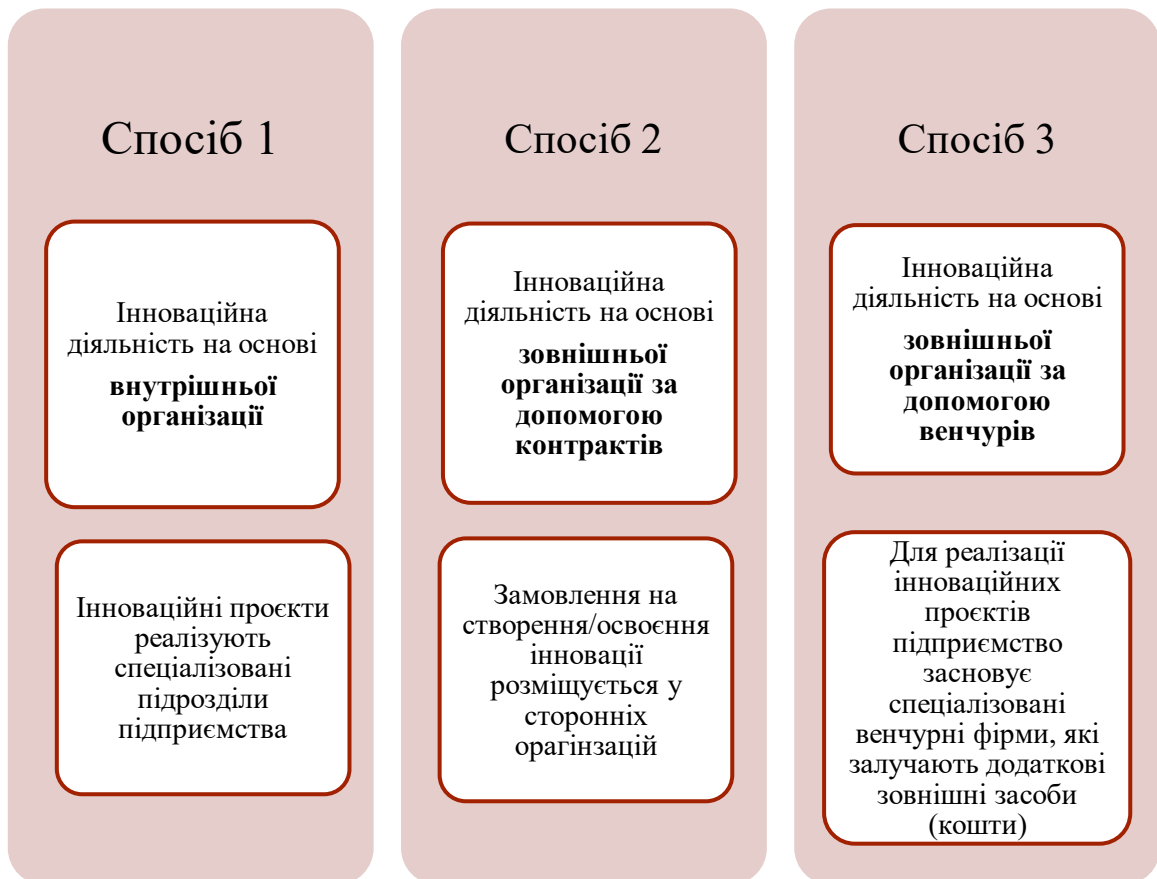 Спосіб 1
Інноваційна
діяльність на основі
внутрішньої
організації
Інноваційні проєкти
реалізують
спеціалізовані
підрозділи
підприємства
Спосіб 2
Інноваційна
діяльність на основі
зовнішньої
організації за
допомогою
контрактів
Замовлення на
створення/освоєння
інновації
розміщується у
сторонніх
орагінзацій
Спосіб 3
Інноваційна
діяльність на основі
зовнішньої
організації за
допомогою
венчурів
Для реалізації
інноваційних
проєктів
підприємство
засновує
спеціалізовані
венчурні фірми, які
залучають додаткові
зовнішні засоби
(кошти)